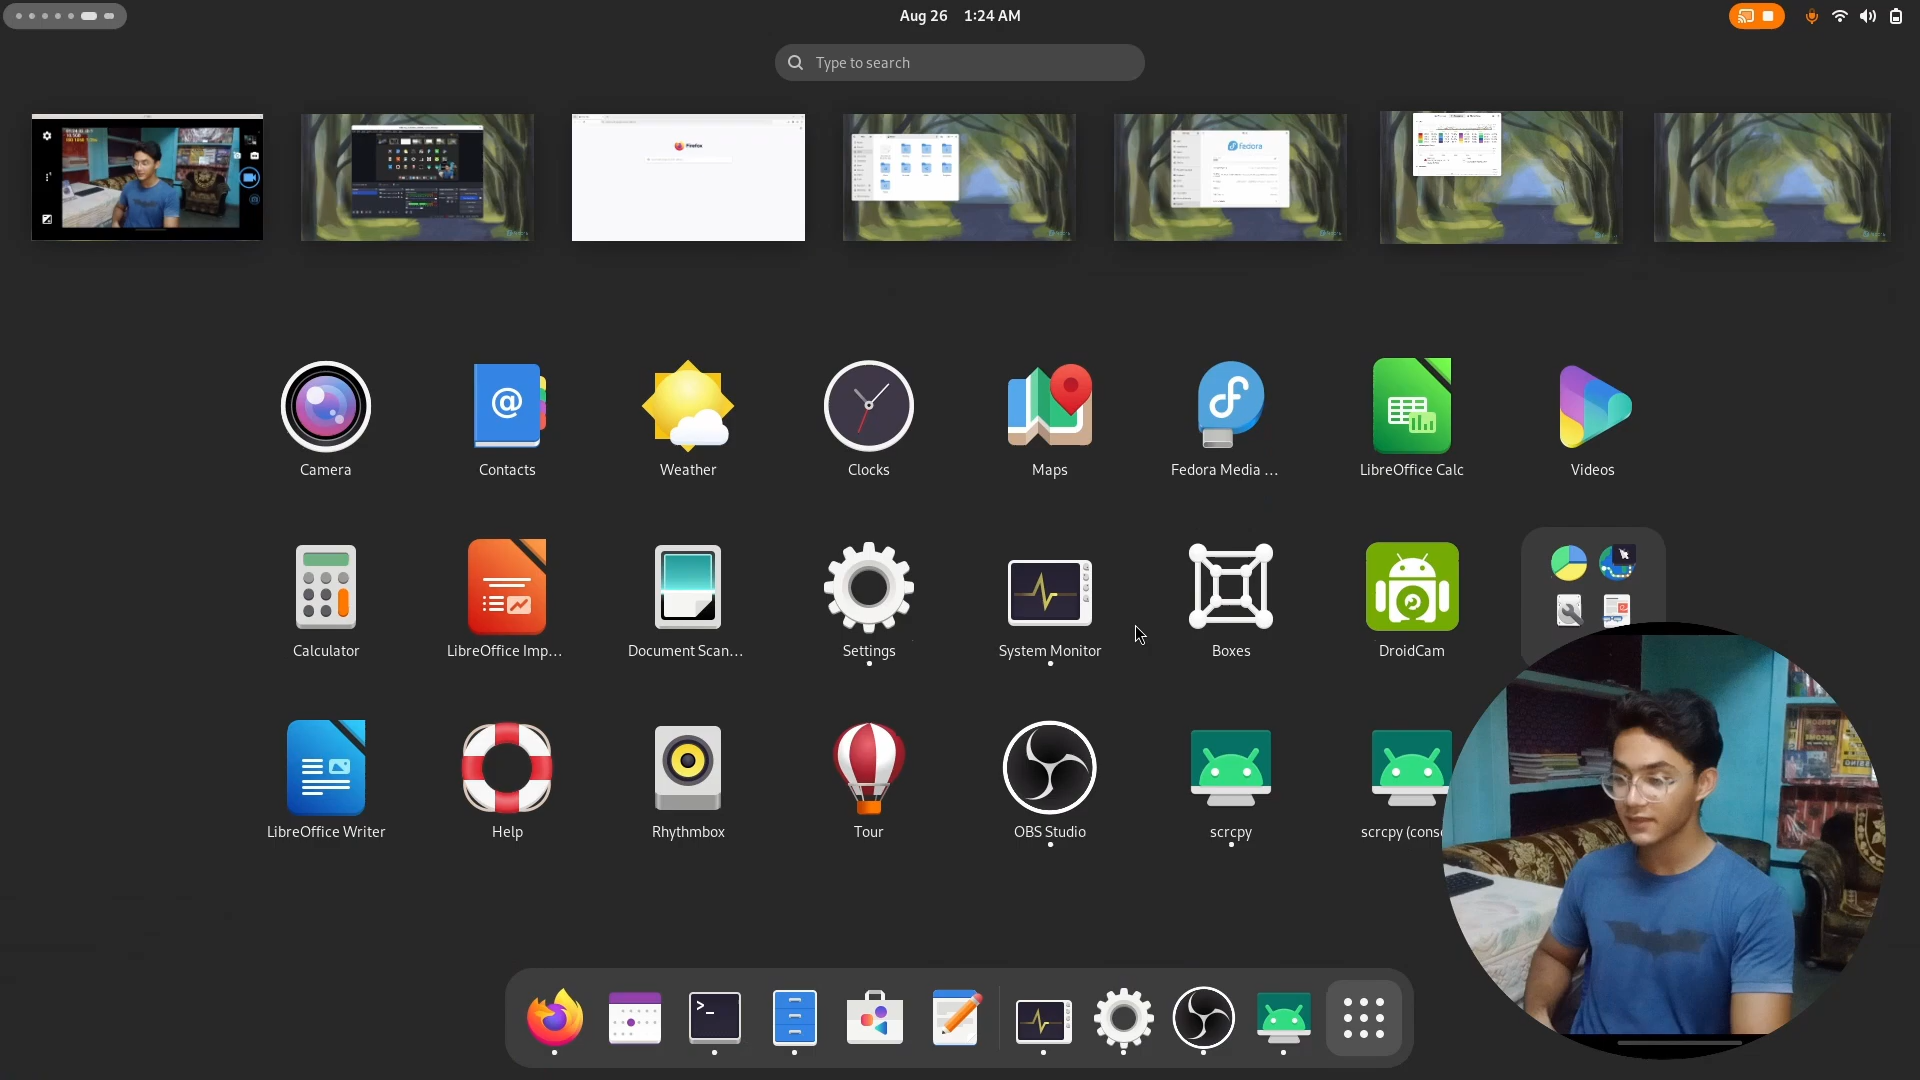 Aug 26 1:24 AM
Type to search
Firefox
fedora
Camera
Contacts
Weather
Clocks
Maps
Fedora Media ...
LibreOffice Calc
Videos
Calculator
LibreOffice Imp...
Document Scan...
Settings
System Monitor
Boxes
DroidCam
LibreOffice Writer
Help
Rhythmbox
Tour
OBS Studio
scrcpy
scrcpy (cons